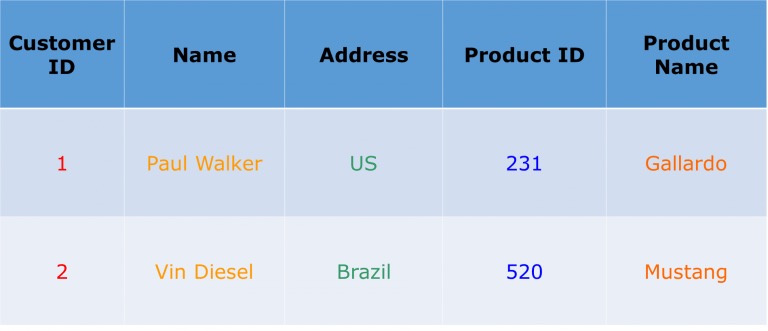 Customer ID Name Address Product ID Product Name
1 Paul Walker US 231 Gallardo
2 Vin Diesel Brazil 520 Mustang